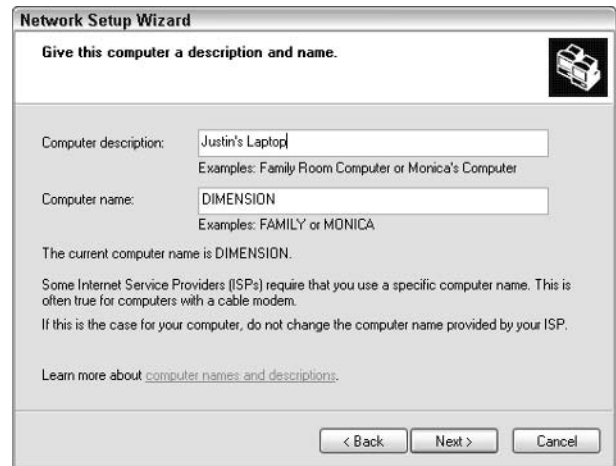 Network Setup Wizard
Give this computer a description and name.
Computer description: Justin's Laptop
Examples: Family Room Computer or Monica's Computer
Computer name: DIMENSION
Examples: FAMILY or MONICA
The current computer name is DIMENSION.
Some Internet Service Providers (ISPs) require that you use a specific computer name. This is
often true for computers with a cable modem.
If this is the case for your computer, do not change the computer name provided by your ISP.
Learn more about computer names and descriptions.
< Back Next > Cancel